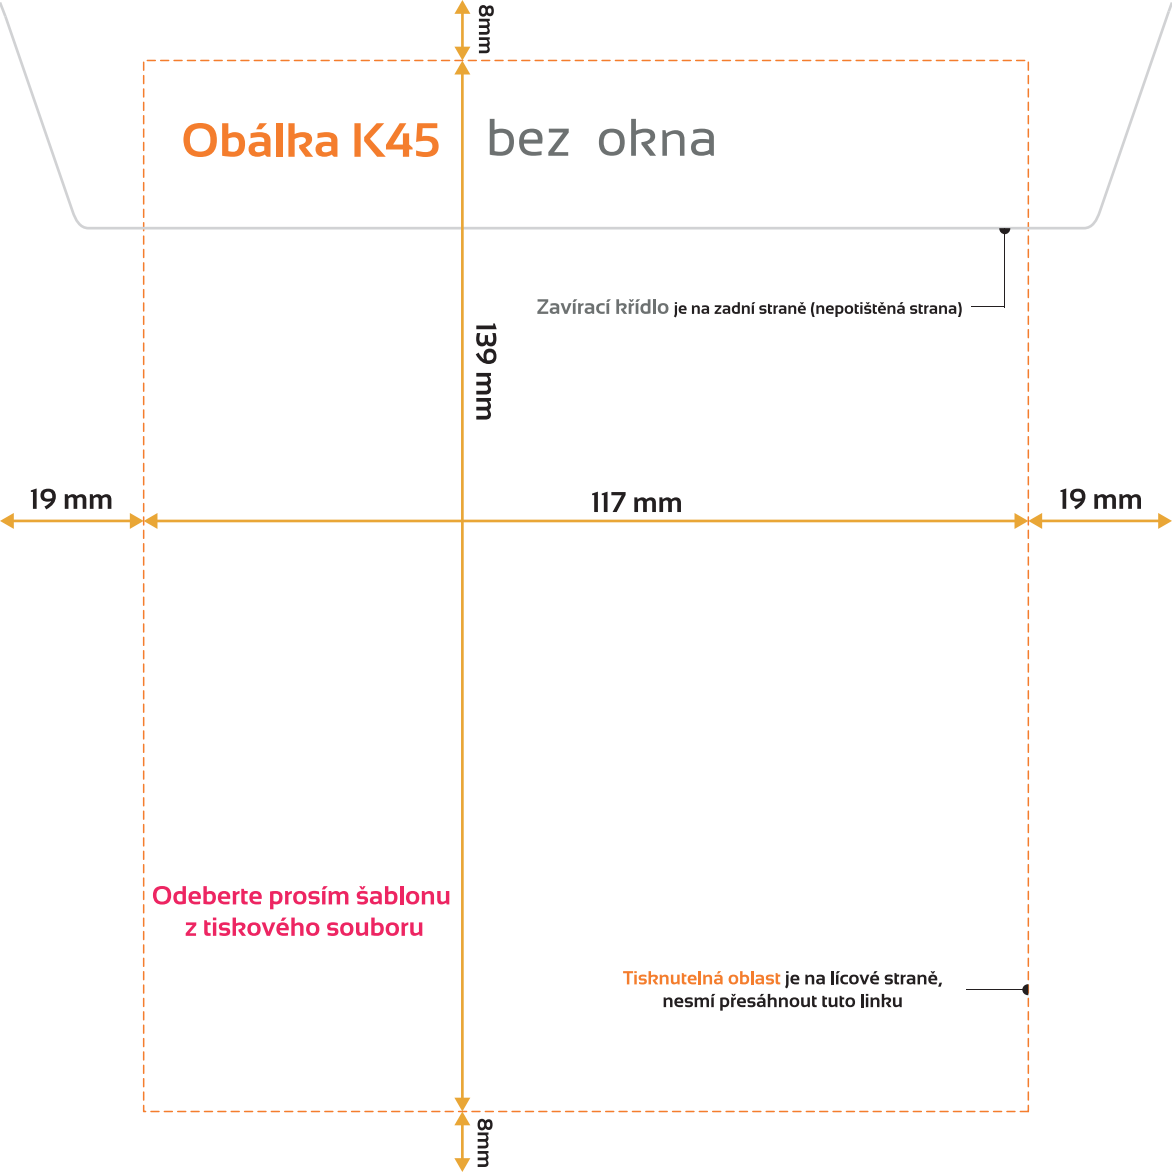 8mm
Obálka K45 bez okna
Zavírací křídlo je na zadní straně (nepotištěná strana)
139 mm
19 mm
117 mm
19 mm
Odeberte prosím šablonu
z tiskového souboru
Tisknutelná oblast je na lícové straně,
nesmí přesáhnout tuto linku
8mm